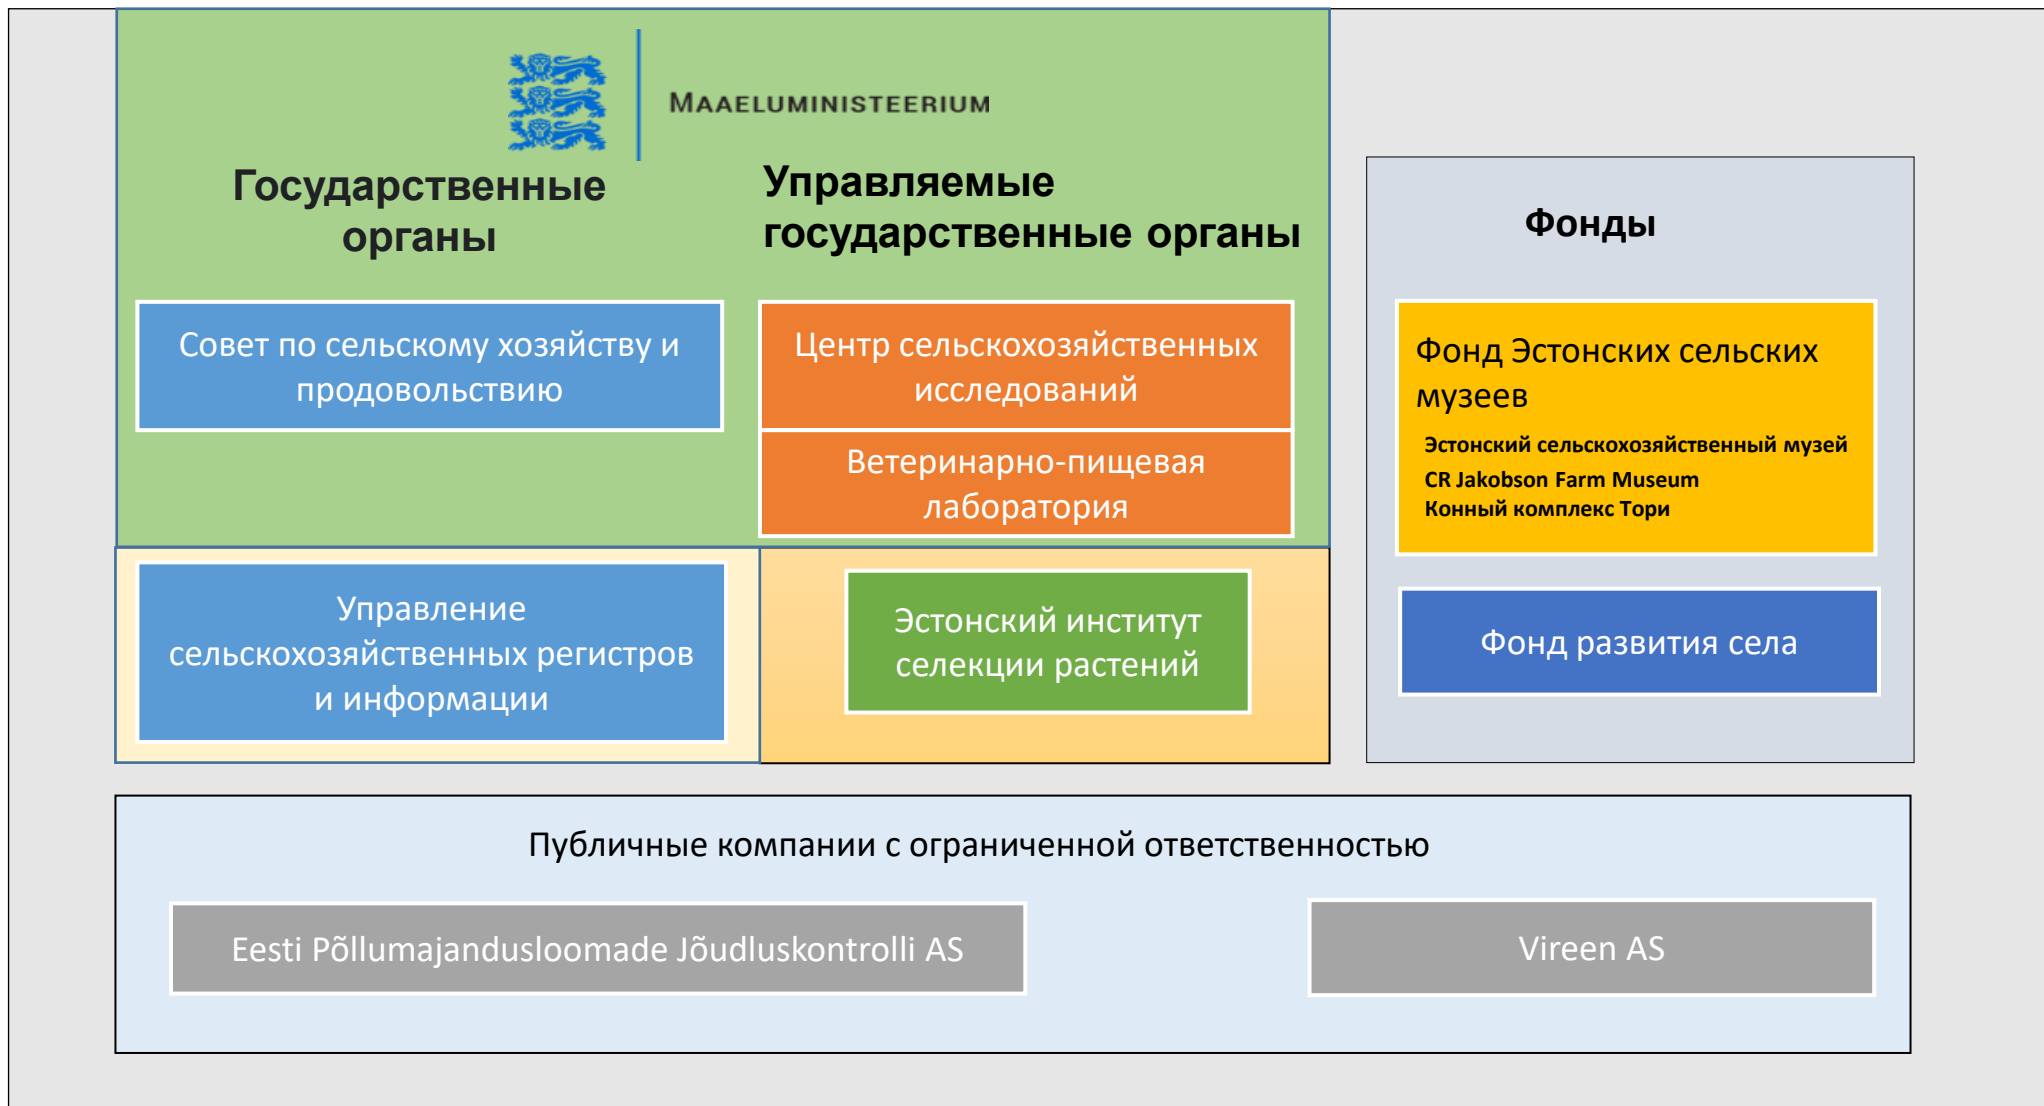 MAAELUMINISTEERIUM
Государственные
органы
Управляемые
государственные органы
Фонды
Совет по сельскому хозяйству и
продовольствию
Центр сельскохозяйственных
исследований
Ветеринарно-пищевая
лаборатория
Фонд Эстонских сельских
музеев
Эстонский сельскохозяйственный музей
CR Jakobson Farm Museum
Конный комплекс Тори
Управление
сельскохозяйственных регистров
и информации
Эстонский институт
селекции растений
Фонд развития села
Публичные компании с ограниченной ответственностью
Eesti Põllumajandusloomade Jõudluskontrolli AS
Vireen AS